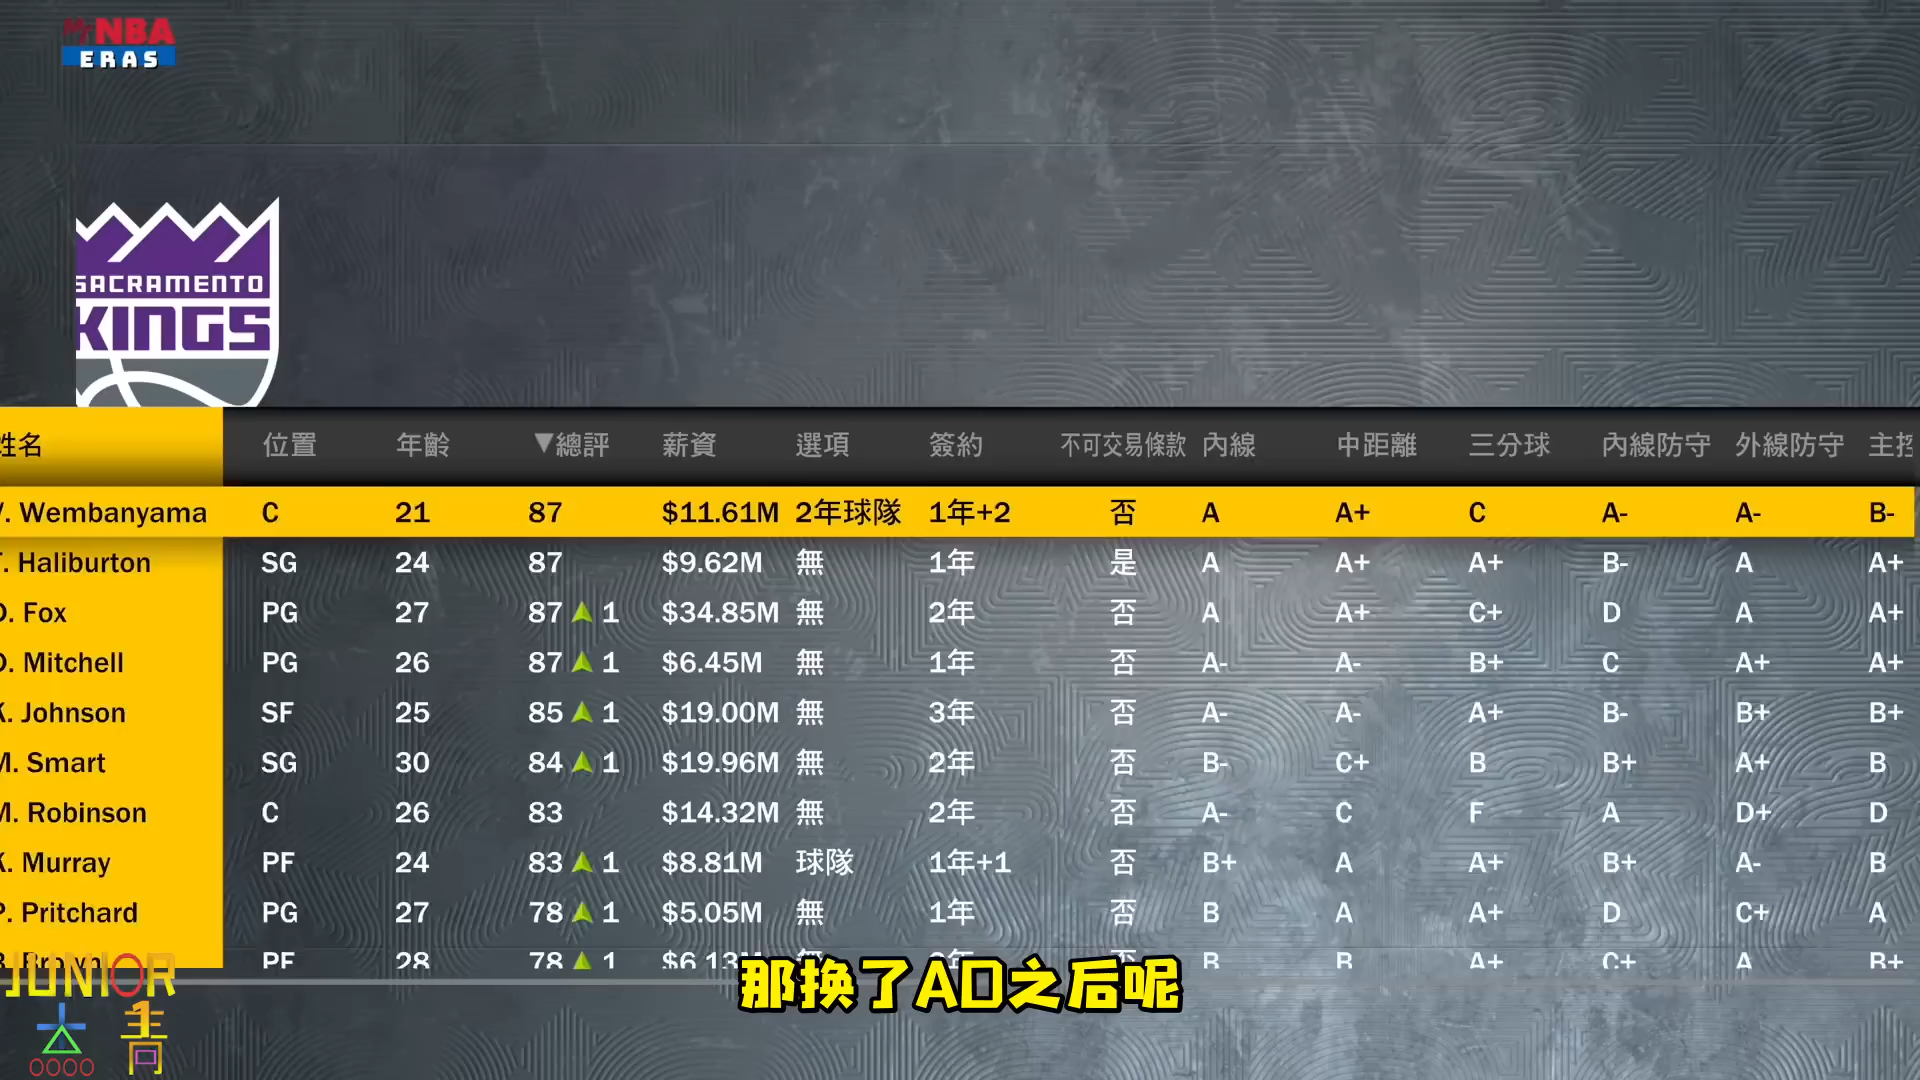 MyNBA
ERAS
SACRAMENTO
KINGS
姓名 位置 年齡 ▼總評 薪資 選項 簽約 不可交易條款 內線 中距離 三分球 內線防守 外線防守 主控
V. Wembanyama C 21 87 $11.61M 2年球隊 1年+2 否 A A+ C A- A- B-
T. Haliburton SG 24 87 $9.62M 無 1年 是 A A+ A+ B- A A+
D. Fox PG 27 87 ▲ 1 $34.85M 無 2年 否 A A+ C+ D A A+
D. Mitchell PG 26 87 ▲ 1 $6.45M 無 1年 否 A- A- B+ C A+ A+
K. Johnson SF 25 85 ▲ 1 $19.00M 無 3年 否 A- A- A+ B- B+ B+
M. Smart SG 30 84 ▲ 1 $19.96M 無 2年 否 B- C+ B B+ A+ B
M. Robinson C 26 83 $14.32M 無 2年 否 A- C F A D+ D
K. Murray PF 24 83 ▲ 1 $8.81M 球隊 1年+1 否 B+ A A+ B+ A- B
P. Pritchard PG 27 78 ▲ 1 $5.05M 無 1年 否 B A A+ D C+ A
Brown PF 28 78 ▲ 1 $6.13M 無 2年 否 B B A+ C+ A B+
那换了AD之后呢
JUNIOR